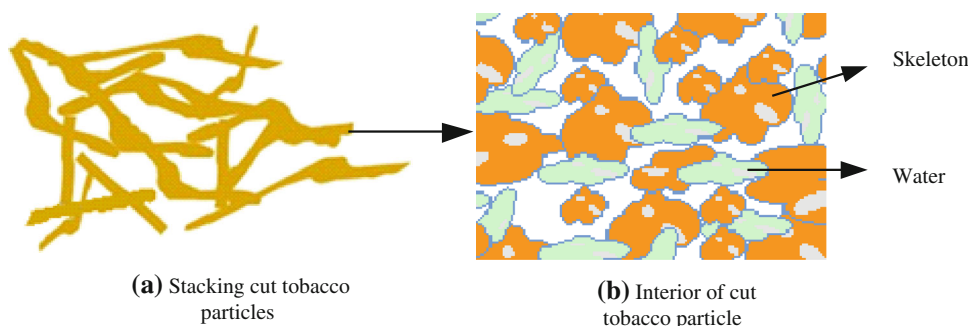 Skeleton
Water
(a) Stacking cut tobacco
particles
(b) Interior of cut
tobacco particle